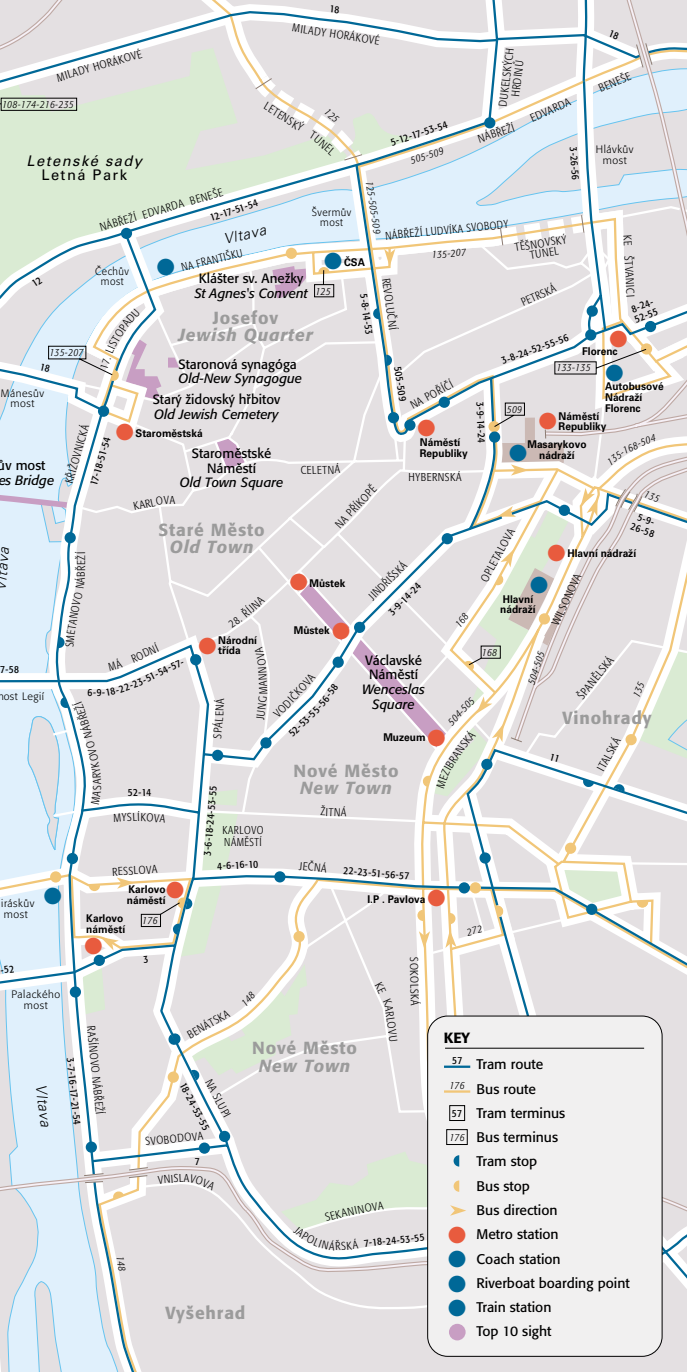 18
MILADY HORÁKOVÉ
18
MILADY HORÁKOVÉ
DUKELSKÝCH
HRDINŮ
108-174-216-235
LETENSKÝ TUNEL
125
NÁBŘEŽÍ EDVARDA BENEŠE
5-12-17-53-54
505-509
Letenské sady
Letná Park
3-26-56
Hlávkův
most
125-505-509
NÁBŘEŽÍ EDVARDA BENEŠE
12-17-51-54
Švermův
most
Vltava
NÁBŘEŽÍ LUDVÍKA SVOBODY
TĚŠNOVSKÝ
TUNEL
135-207
KE ŠTVANICI
12
Čechův
most
NA FRANTIŠKU
ČSA
Klášter sv. Anežky
St Agnes's Convent
125
REVOLUČNÍ
5-8-14-53
PETRSKÁ
8-24-
52-55
17. LISTOPADU
Josefov
Jewish Quarter
3-8-24-52-55-56
Florenc
133-135
135-207
18
Staronová synagóga
Old-New Synagogue
505-509
NA POŘÍČÍ
Autobusové
Nádraží
Florenc
Mánesův
most
Starý židovský hřbitov
Old Jewish Cemetery
3-9-14-24
509
Náměstí
Republiky
Staroměstská
Náměstí
Republiky
Masarykovo
nádraží
KŘIŽOVNICKÁ
17-18-51-54
Staroměstské
Náměstí
Old Town Square
CELETNÁ
HYBERNSKÁ
135-168-504
ův most
es Bridge
KARLOVA
NA PŘÍKOPĚ
135
5-9-
26-58
Staré Město
Old Town
OPLETALOVA
Hlavní nádraží
Vltava
SMETANOVO NÁBŘEŽÍ
Můstek
JINDŘIŠSKÁ
3-9-14-24
Hlavní
nádraží
WILSONOVA
28. ŘÍJNA
Můstek
168
168
7-58
MÁ RODNÍ
Národní
třída
6-9-18-22-23-51-54-57-
JUNGMANNOVA
VODIČKOVA
52-53-55-56-58
Václavské
Náměstí
Wenceslas
Square
504-505
ŠPANĚLSKÁ
135
most Legií
SPÁLENÁ
504-505
Vinohrady
MASARYKOVO NÁBŘEŽÍ
Muzeum
MEZIBRANSKÁ
ITALSKÁ
11
Nové Město
New Town
52-14
MYSLÍKOVA
3-6-18-24-53-55
KARLOVO
NÁMĚSTÍ
ŽITNÁ
RESSLOVA
4-6-16-10
JEČNÁ
22-23-51-56-57
Karlovo
náměstí
I.P . Pavlova
iráskův
most
176
Karlovo
náměstí
272
3
-52
SOKOLSKÁ
Palackého
most
148
KE KARLOVU
BENÁTSKA
RAŠÍNOVO NÁBŘEŽÍ
3-7-16-17-21-54
Nové Město
New Town
Vltava
NA SLUPI
18-24-53-55
SVOBODOVA
7
VNISLAVOVA
SEKANINOVA
JAPOLINÁŘSKÁ
7-18-24-53-55
148
Vyšehrad
KEY
57 Tram route
176 Bus route
57 Tram terminus
176 Bus terminus
Tram stop
Bus stop
Bus direction
Metro station
Coach station
Riverboat boarding point
Train station
Top 10 sight